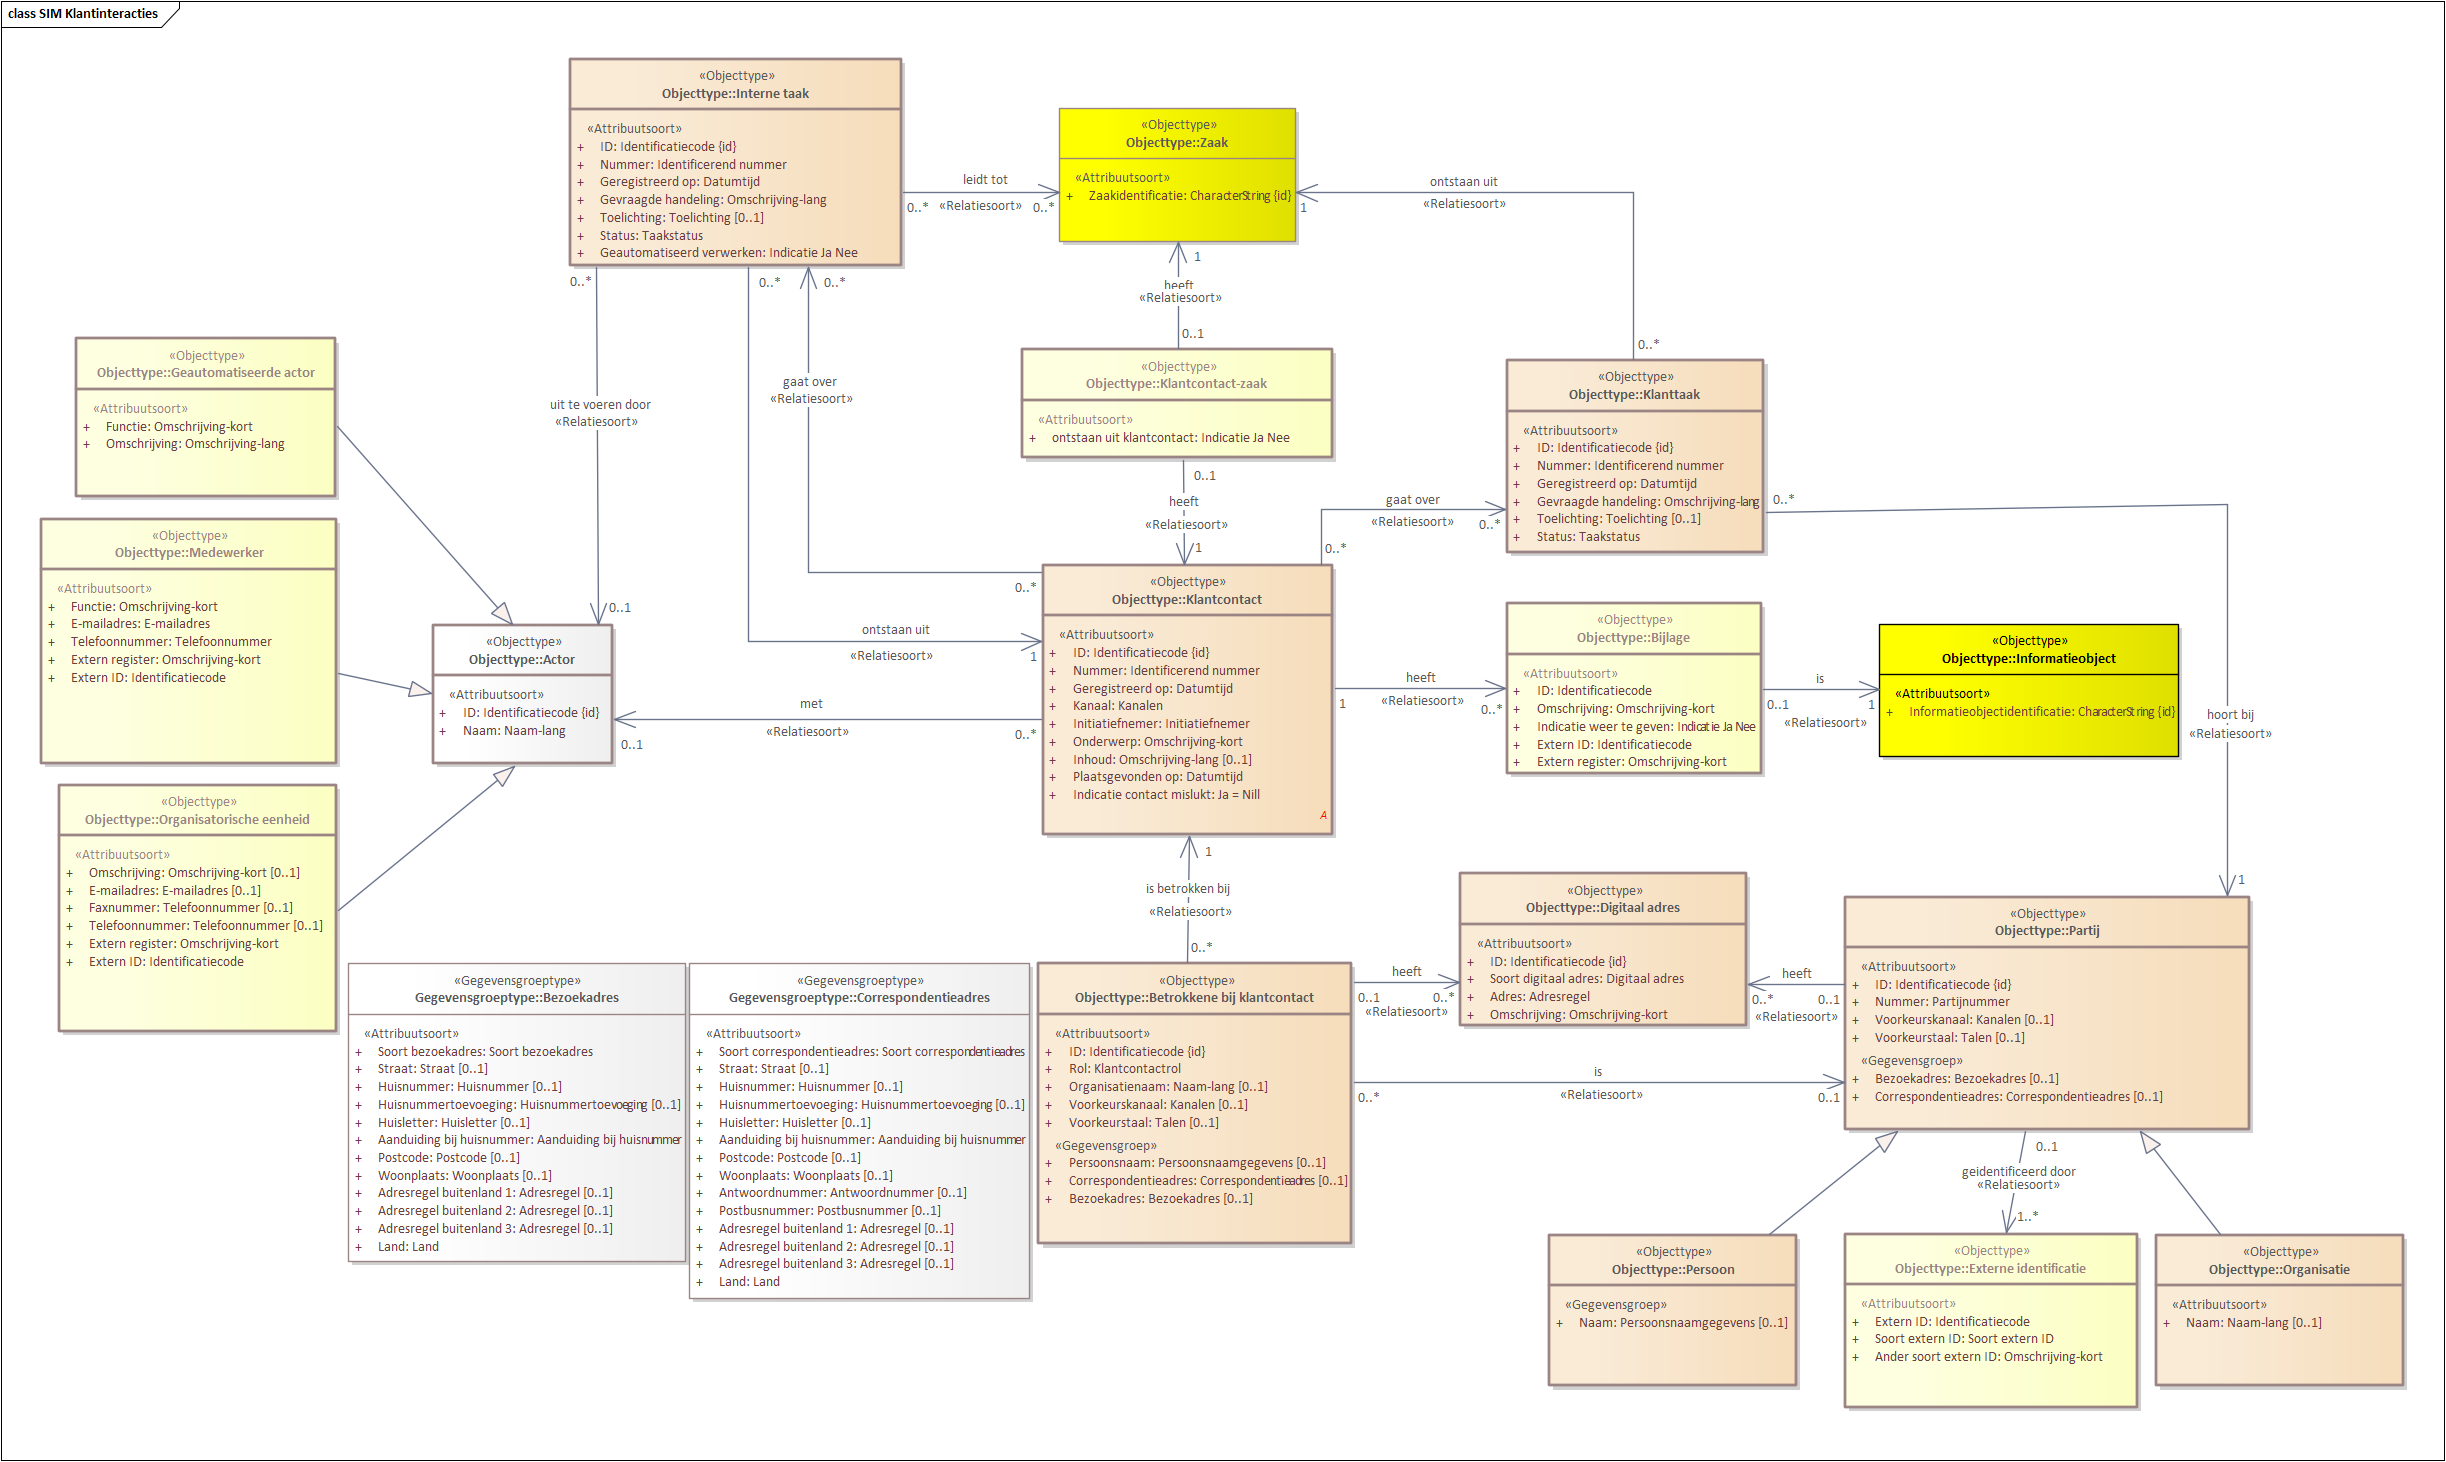 class SIM Klantinteracties
«Objecttype»
Objecttype::Interne taak
«Attribuutsoort»
+ ID: Identificatiecode {id}
+ Nummer: Identificerend nummer
+ Geregistreerd op: Datumtijd
+ Gevraagde handeling: Omschrijving-lang
+ Toelichting: Toelichting [0..1]
+ Status: Taakstatus
+ Geautomatiseerd verwerken: Indicatie Ja Nee
leidt tot
0..* «Relatiesoort» 0..*
«Objecttype»
Objecttype::Zaak
«Attribuutsoort»
+ Zaakidentificatie: CharacterString {id}
ontstaan uit
«Relatiesoort»
1
0..*
1
heeft
«Relatiesoort»
0..1
0..*
uit te voeren door
«Relatiesoort»
0..1
0..*
0..*
gaat over
«Relatiesoort»
0..*
ontstaan uit
«Relatiesoort»
1
«Objecttype»
Objecttype::Geautomatiseerde actor
«Attribuutsoort»
+ Functie: Omschrijving-kort
+ Omschrijving: Omschrijving-lang
«Objecttype»
Objecttype::Klantcontact-zaak
«Attribuutsoort»
+ ontstaan uit klantcontact: Indicatie Ja Nee
0..1
heeft
«Relatiesoort»
1
«Objecttype»
Objecttype::Klanttaak
«Attribuutsoort»
+ ID: Identificatiecode {id}
+ Nummer: Identificerend nummer
+ Geregistreerd op: Datumtijd
+ Gevraagde handeling: Omschrijving-lang
+ Toelichting: Toelichting [0..1]
+ Status: Taakstatus
gaat over
«Relatiesoort»
0..*
0..*
0..*
hoort bij
«Relatiesoort»
1
«Objecttype»
Objecttype::Medewerker
«Attribuutsoort»
+ Functie: Omschrijving-kort
+ E-mailadres: E-mailadres
+ Telefoonnummer: Telefoonnummer
+ Extern register: Omschrijving-kort
+ Extern ID: Identificatiecode
«Objecttype»
Objecttype::Actor
«Attribuutsoort»
+ ID: Identificatiecode {id}
+ Naam: Naam-lang
met
«Relatiesoort»
0..1
0..*
«Objecttype»
Objecttype::Klantcontact
«Attribuutsoort»
+ ID: Identificatiecode {id}
+ Nummer: Identificerend nummer
+ Geregistreerd op: Datumtijd
+ Kanaal: Kanalen
+ Initiatiefnemer: Initiatiefnemer
+ Onderwerp: Omschrijving-kort
+ Inhoud: Omschrijving-lang [0..1]
+ Plaatsgevonden op: Datumtijd
+ Indicatie contact mislukt: Ja = Nill
A
heeft
1 «Relatiesoort» 0..*
«Objecttype»
Objecttype::Bijlage
«Attribuutsoort»
+ ID: Identificatiecode
+ Omschrijving: Omschrijving-kort
+ Indicatie weer te geven: Indicatie Ja Nee
+ Extern ID: Identificatiecode
+ Extern register: Omschrijving-kort
is
0..1 1
«Relatiesoort»
«Objecttype»
Objecttype::Informatieobject
«Attribuutsoort»
+ Informatieobjectidentificatie: CharacterString {id}
«Objecttype»
Objecttype::Organisatorische eenheid
«Attribuutsoort»
+ Omschrijving: Omschrijving-kort [0..1]
+ E-mailadres: E-mailadres [0..1]
+ Faxnummer: Telefoonnummer [0..1]
+ Telefoonnummer: Telefoonnummer [0..1]
+ Extern register: Omschrijving-kort
+ Extern ID: Identificatiecode
1
is betrokken bij
«Relatiesoort»
0..*
«Gegevensgroeptype»
Gegevensgroeptype::Bezoekadres
«Attribuutsoort»
+ Soort bezoekadres: Soort bezoekadres
+ Straat: Straat [0..1]
+ Huisnummer: Huisnummer [0..1]
+ Huisnummertoevoeging: Huisnummertoevoeging [0..1]
+ Huisletter: Huisletter [0..1]
+ Aanduiding bij huisnummer: Aanduiding bij huisnummer
+ Postcode: Postcode [0..1]
+ Woonplaats: Woonplaats [0..1]
+ Adresregel buitenland 1: Adresregel [0..1]
+ Adresregel buitenland 2: Adresregel [0..1]
+ Adresregel buitenland 3: Adresregel [0..1]
+ Land: Land
«Gegevensgroeptype»
Gegevensgroeptype::Correspondentieadres
«Attribuutsoort»
+ Soort correspondentieadres: Soort correspondentieadres
+ Straat: Straat [0..1]
+ Huisnummer: Huisnummer [0..1]
+ Huisnummertoevoeging: Huisnummertoevoeging [0..1]
+ Huisletter: Huisletter [0..1]
+ Aanduiding bij huisnummer: Aanduiding bij huisnummer
+ Postcode: Postcode [0..1]
+ Woonplaats: Woonplaats [0..1]
+ Antwoordnummer: Antwoordnummer [0..1]
+ Postbusnummer: Postbusnummer [0..1]
+ Adresregel buitenland 1: Adresregel [0..1]
+ Adresregel buitenland 2: Adresregel [0..1]
+ Adresregel buitenland 3: Adresregel [0..1]
+ Land: Land
«Objecttype»
Objecttype::Betrokkene bij klantcontact
«Attribuutsoort»
+ ID: Identificatiecode {id}
+ Rol: Klantcontactrol
+ Organisatienaam: Naam-lang [0..1]
+ Voorkeurskanaal: Kanalen [0..1]
+ Voorkeurstaal: Talen [0..1]
«Gegevensgroep»
+ Persoonsnaam: Persoonsnaamgegevens [0..1]
+ Correspondentieadres: Correspondentieadres [0..1]
+ Bezoekadres: Bezoekadres [0..1]
heeft
0..1 0..*
«Relatiesoort»
«Objecttype»
Objecttype::Digitaal adres
«Attribuutsoort»
+ ID: Identificatiecode {id}
+ Soort digitaal adres: Digitaal adres
+ Adres: Adresregel
+ Omschrijving: Omschrijving-kort
heeft
0..* 0..1
«Relatiesoort»
is
0..* «Relatiesoort» 0..1
«Objecttype»
Objecttype::Partij
«Attribuutsoort»
+ ID: Identificatiecode {id}
+ Nummer: Partijnummer
+ Voorkeurskanaal: Kanalen [0..1]
+ Voorkeurstaal: Talen [0..1]
«Gegevensgroep»
+ Bezoekadres: Bezoekadres [0..1]
+ Correspondentieadres: Correspondentieadres [0..1]
0..1
geidentificeerd door
«Relatiesoort»
1..*
«Objecttype»
Objecttype::Persoon
«Gegevensgroep»
+ Naam: Persoonsnaamgegevens [0..1]
«Objecttype»
Objecttype::Externe identificatie
«Attribuutsoort»
+ Extern ID: Identificatiecode
+ Soort extern ID: Soort extern ID
+ Ander soort extern ID: Omschrijving-kort
«Objecttype»
Objecttype::Organisatie
«Attribuutsoort»
+ Naam: Naam-lang [0..1]